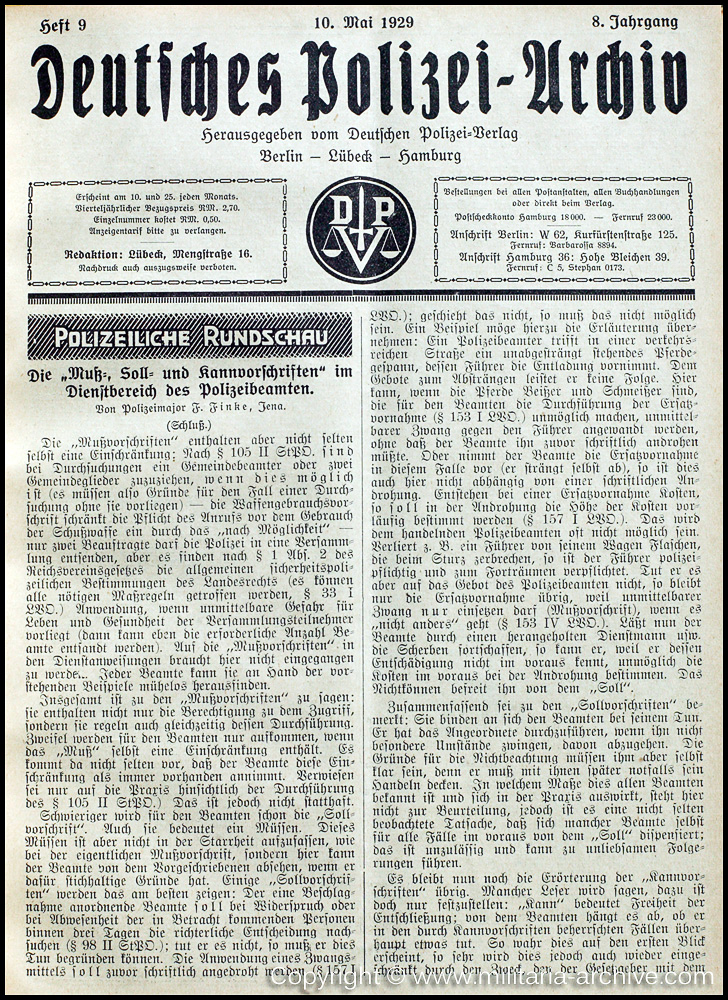 Heft 9
10. Mai 1929
8. Jahrgang
Deutsches Polizei-Archiv
Herausgegeben vom Deutschen Polizei-Verlag
Berlin — Lübeck — Hamburg
Erscheint am 10. und 25. jeden Monats.
Vierteljährlicher Bezugspreis RM. 2,70.
Einzelnummer kostet RM. 0,50.
Anzeigentarif bitte zu verlangen.
Redaktion: Lübeck, Mengstraße 16.
Nachdruck auch auszugsweise verboten.
DPV
Bestellungen bei allen Postanstalten, allen Buchhandlungen
oder direkt beim Verlag.
Postscheckkonto Hamburg 18000. — Fernruf 23000.
Anschrift Berlin: W 62, Kurfürstenstraße 125.
Fernruf: Barbarossa 8894.
Anschrift Hamburg 36: Hohe Bleichen 39.
Fernruf: C 5, Stephan 0173.
POLIZEILICHE RUNDSCHAU
Die „Muß-, Soll- und Kannvorschriften" im
Dienstbereich des Polizeibeamten.
Von Polizeimajor F. Finke, Jena.
(Schluß.)
Die „Mußvorschriften" enthalten aber nicht selten
selbst eine Einschränkung: Nach § 105 II StPO. sind
bei Durchsuchungen ein Gemeindebeamter oder zwei
Gemeindeglieder zuzuziehen, wenn dies möglich
ist (es müssen also Gründe für den Fall einer Durch-
suchung ohne sie vorliegen) — die Waffengebrauchsvor-
schrift schränkt die Pflicht des Anrufs vor dem Gebrauch
der Schußwaffe ein durch das „nach Möglichkeit" —
nur zwei Beauftragte darf die Polizei in eine Versamm-
lung entsenden, aber es finden nach § 1 Abs. 2 des
Reichsvereinsgesetzes die allgemeinen sicherheitspoli-
zeilichen Bestimmungen des Landesrechts (es können
alle nötigen Maßregeln getroffen werden, § 33 I
LVO.) Anwendung, wenn unmittelbare Gefahr für
Leben und Gesundheit der Versammlungsteilnehmer
vorliegt (dann kann eben die erforderliche Anzahl Be-
amte entsandt werden). Auf die „Mußvorschriften" in
den Dienstanweisungen braucht hier nicht eingegangen
zu werde... Jeder Beamte kann sie an Hand der vor-
stehenden Beispiele mühelos herausfinden.
Insgesamt ist zu den „Mußvorschriften" zu sagen:
sie enthalten nicht nur die Berechtigung zu dem Zugriff,
sondern sie regeln auch gleichzeitig dessen Durchführung.
Zweifel werden für den Beamten nur aufkommen, wenn
das „Muß" selbst eine Einschränkung enthält. Es
kommt da nicht selten vor, daß der Beamte diese Ein-
schränkung als immer vorhanden annimmt. Verwiesen
sei nur auf die Praxis hinsichtlich der Durchführung
des § 105 II StPO.) Das ist jedoch nicht statthaft.
Schwieriger wird für den Beamten schon die „Soll-
vorschrift". Auch sie bedeutet ein Müssen. Dieses
Müssen ist aber nicht in der Starrheit aufzufassen, wie
bei der eigentlichen Mußvorschrift, sondern hier kann
der Beamte von dem Vorgeschriebenen absehen, wenn er
dafür stichhaltige Gründe hat. Einige „Sollvorschrif-
ten" werden das am besten zeigen: Der eine Beschlag-
nahme anordnende Beamte soll bei Widerspruch oder
bei Abwesenheit der in Betracht kommenden Personen
binnen drei Tagen die richterliche Entscheidung nach-
suchen (§ 98 II StPO.); tut er es nicht, so muß er dies
Tun begründen können. Die Anwendung eines Zwangs-
mittels soll zuvor schriftlich angedroht werden (§ 157 I
LVO.); geschieht das nicht, so muß das nicht möglich
sein. Ein Beispiel möge hierzu die Erläuterung über-
nehmen: Ein Polizeibeamter trifft in einer verkehrs-
reichen Straße ein unabgesträngt stehendes Pferde-
gespann, dessen Führer die Entladung vornimmt. Dem
Gebote zum Absträngen leistet er keine Folge. Hier
kann, wenn die Pferde Beißer und Schmeißer sind,
die für den Beamten die Durchführung der Ersatz-
vornahme (§ 153 I LVO.) unmöglich machen, unmittel-
barer Zwang gegen den Führer angewandt werden,
ohne daß der Beamte ihn zuvor schriftlich androhen
müßte. Oder nimmt der Beamte die Ersatzvornahme
in diesem Falle vor (er strängt selbst ab), so ist dies
auch hier nicht abhängig von einer schriftlichen An-
drohung. Entstehen bei einer Ersatzvornahme Kosten,
so soll in der Androhung die Höhe der Kosten vor-
läufig bestimmt werden (§ 157 I LVO.). Das wird
dem handelnden Polizeibeamten oft nicht möglich sein.
Verliert z. B. ein Führer von seinem Wagen Flaschen,
die beim Sturz zerbrechen, so ist der Führer polizei-
pflichtig und zum Forträumen verpflichtet. Tut er es
aber auf das Gebot des Polizeibeamten nicht, so bleibt
nur die Ersatzvornahme übrig, weil unmittelbarer
Zwang nur einsetzen darf (Mußvorschrift), wenn es
„nicht anders" geht (§ 153 IV LVO.). Läßt nun der
Beamte durch einen herangeholten Dienstmann usw.
die Scherben fortschaffen, so kann er, weil er dessen
Entschädigung nicht im voraus kennt, unmöglich die
Kosten im voraus bei der Androhung bestimmen. Das
Nichtkönnen befreit ihn von dem „Soll".
Zusammenfassend sei zu den „Sollvorschriften" be-
merkt: Sie binden an sich den Beamten bei seinem Tun.
Er hat das Angeordnete durchzuführen, wenn ihn nicht
besondere Umstände zwingen, davon abzugehen. Die
Gründe für die Nichtbeachtung müssen ihm aber selbst
klar sein, denn er muß mit ihnen später notfalls sein
Handeln decken. In welchem Maße dies allen Beamten
bekannt ist und sich in der Praxis auswirkt, steht hier
nicht zur Beurteilung, jedoch ist es eine nicht selten
beobachtete Tatsache, daß sich mancher Beamte selbst
für alle Fälle im voraus von dem „Soll" dispensiert;
das ist unzulässig und kann zu unliebsamen Folge-
rungen führen.
Es bleibt nun noch die Erörterung der „Kannvor-
schriften" übrig. Mancher Leser wird sagen, dazu ist
doch nur festzustellen: „Kann" bedeutet Freiheit der
Entschließung; von dem Beamten hängt es ab, ob er
in den durch Kannvorschriften beherrschten Fällen über-
haupt etwas tut. So wahr dies auf den ersten Blick
erscheint, so sehr wird dies jedoch auch wieder einge-
schränkt durch den Zweck, den der Gesetzgeber mit dem
Copyright © www.militaria-archive.com